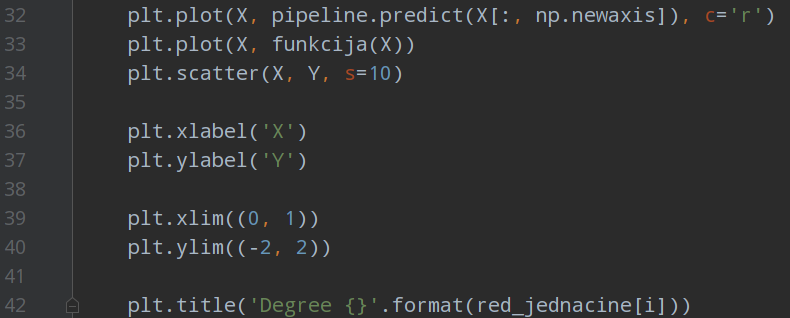 32 plt.plot(X, pipeline.predict(X[:, np.newaxis]), c='r')
33 plt.plot(X, funkcija(X))
34 plt.scatter(X, Y, s=10)
35
36 plt.xlabel('X')
37 plt.ylabel('Y')
38
39 plt.xlim((0, 1))
40 plt.ylim((-2, 2))
41
42 plt.title('Degree {}'.format(red_jednacine[i]))